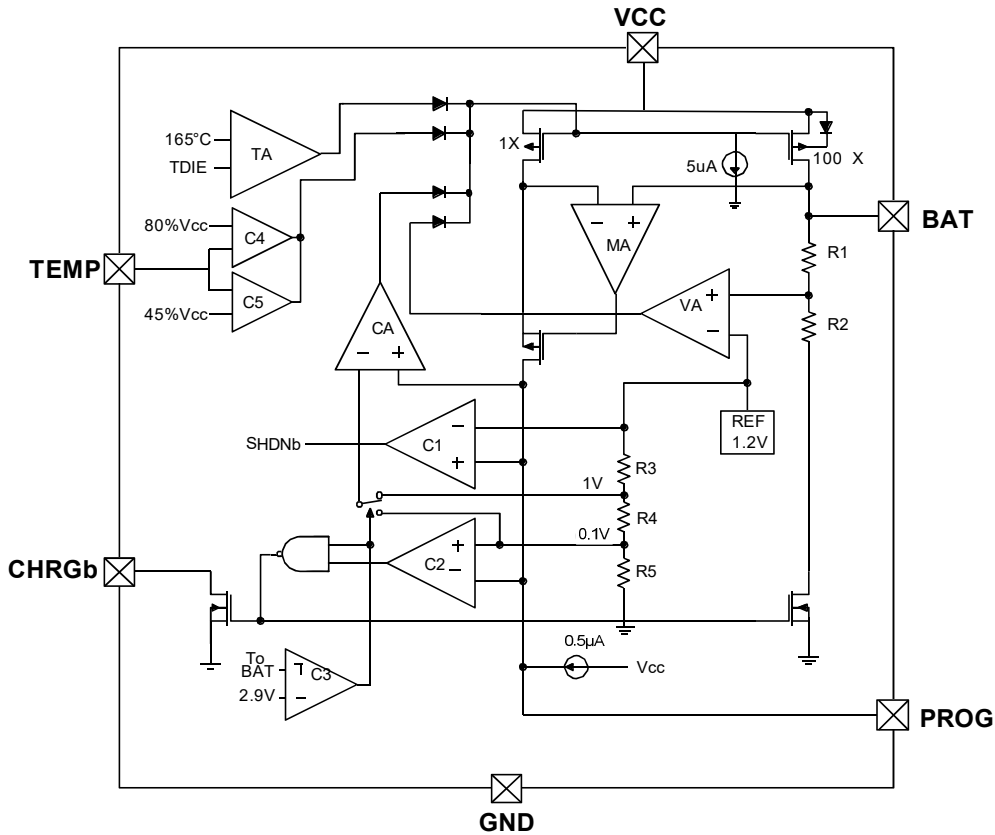 VCC
165°C
TDIE
TA
1X
100 X
5uA
80%Vcc
C4
TEMP
C5
45%Vcc
− +
MA
BAT
R1
R2
VA
+
−
CA
− +
REF
1.2V
SHDNb
C1
−
+
R3
1V
R4
0.1V
R5
C2
+
−
CHRGb
To
BAT
2.9V
C3
−
0.5µA
Vcc
PROG
GND